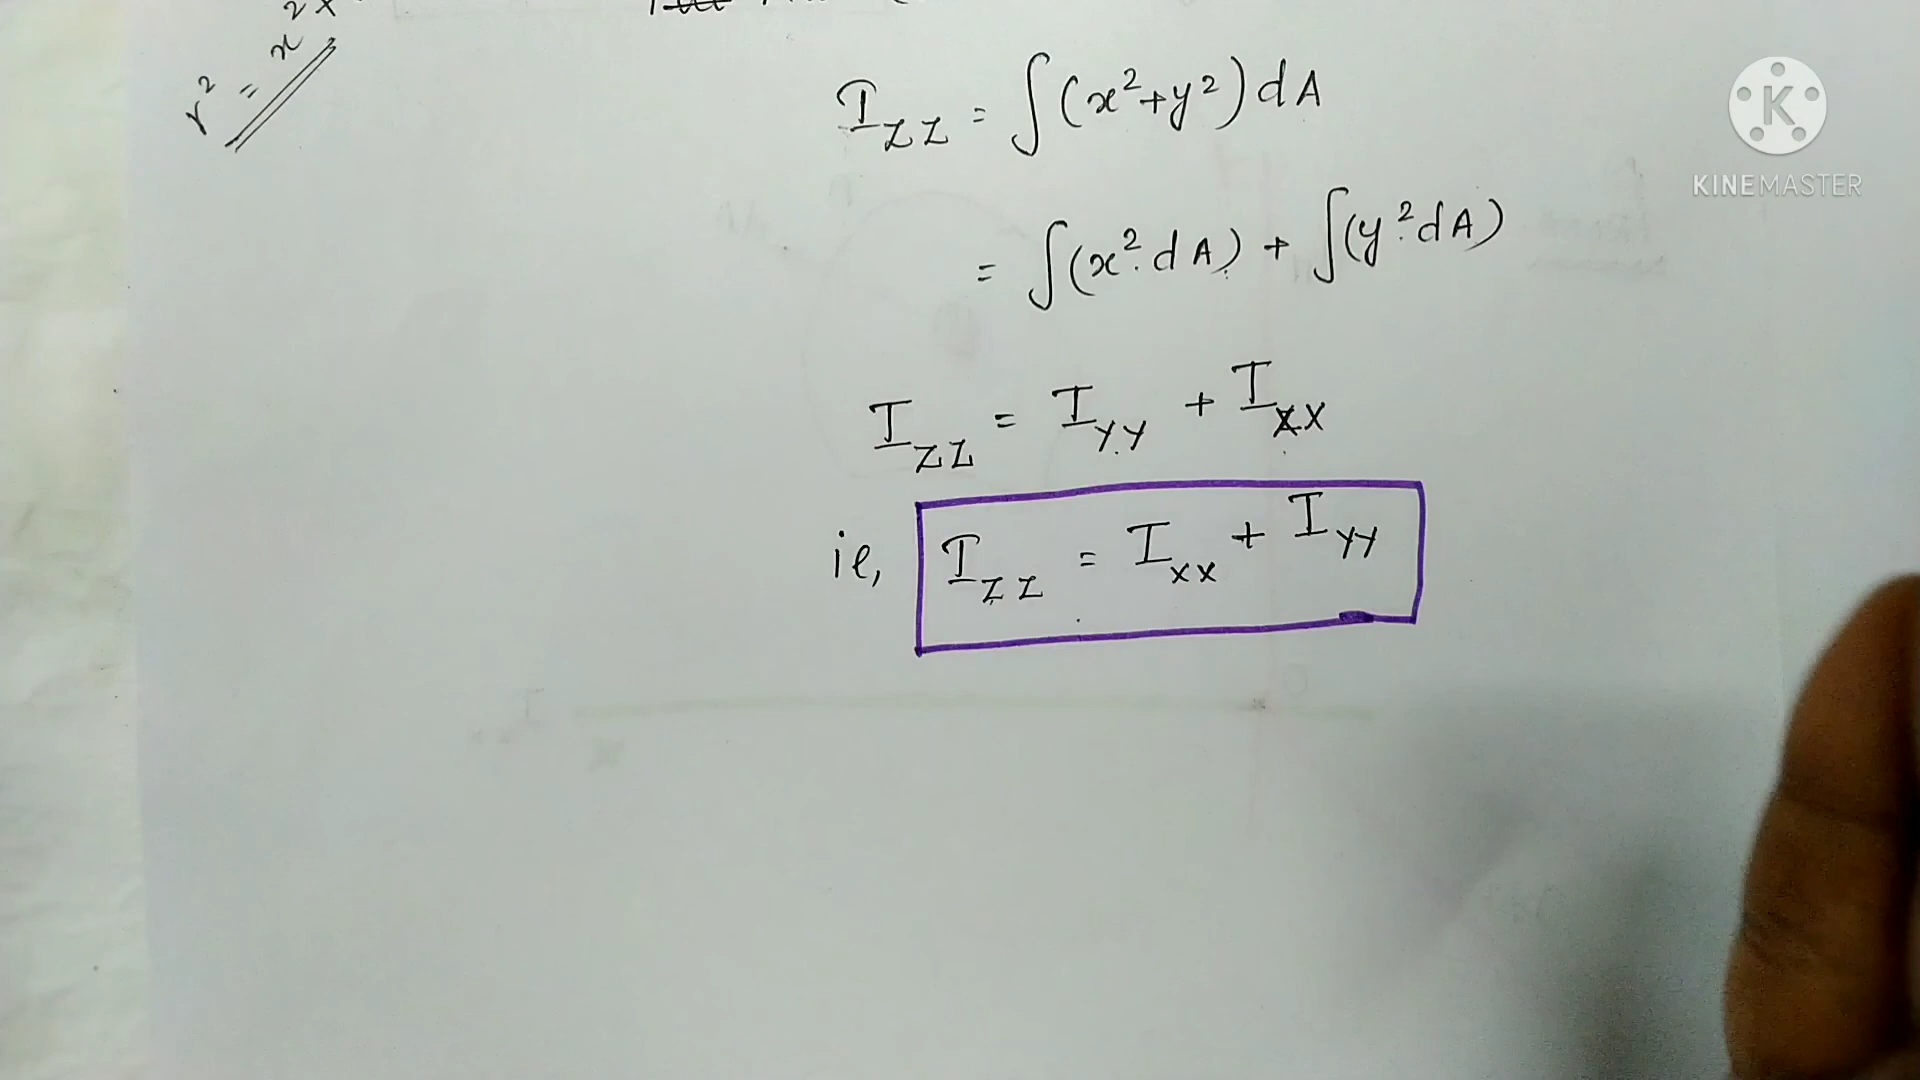 r² = x²
I_ZZ = ∫(x²+y²) dA
= ∫(x².dA) + ∫(y².dA)
I_ZZ = I_YY + I_XX
ie, I_ZZ = I_XX + I_YY
K
KINEMASTER